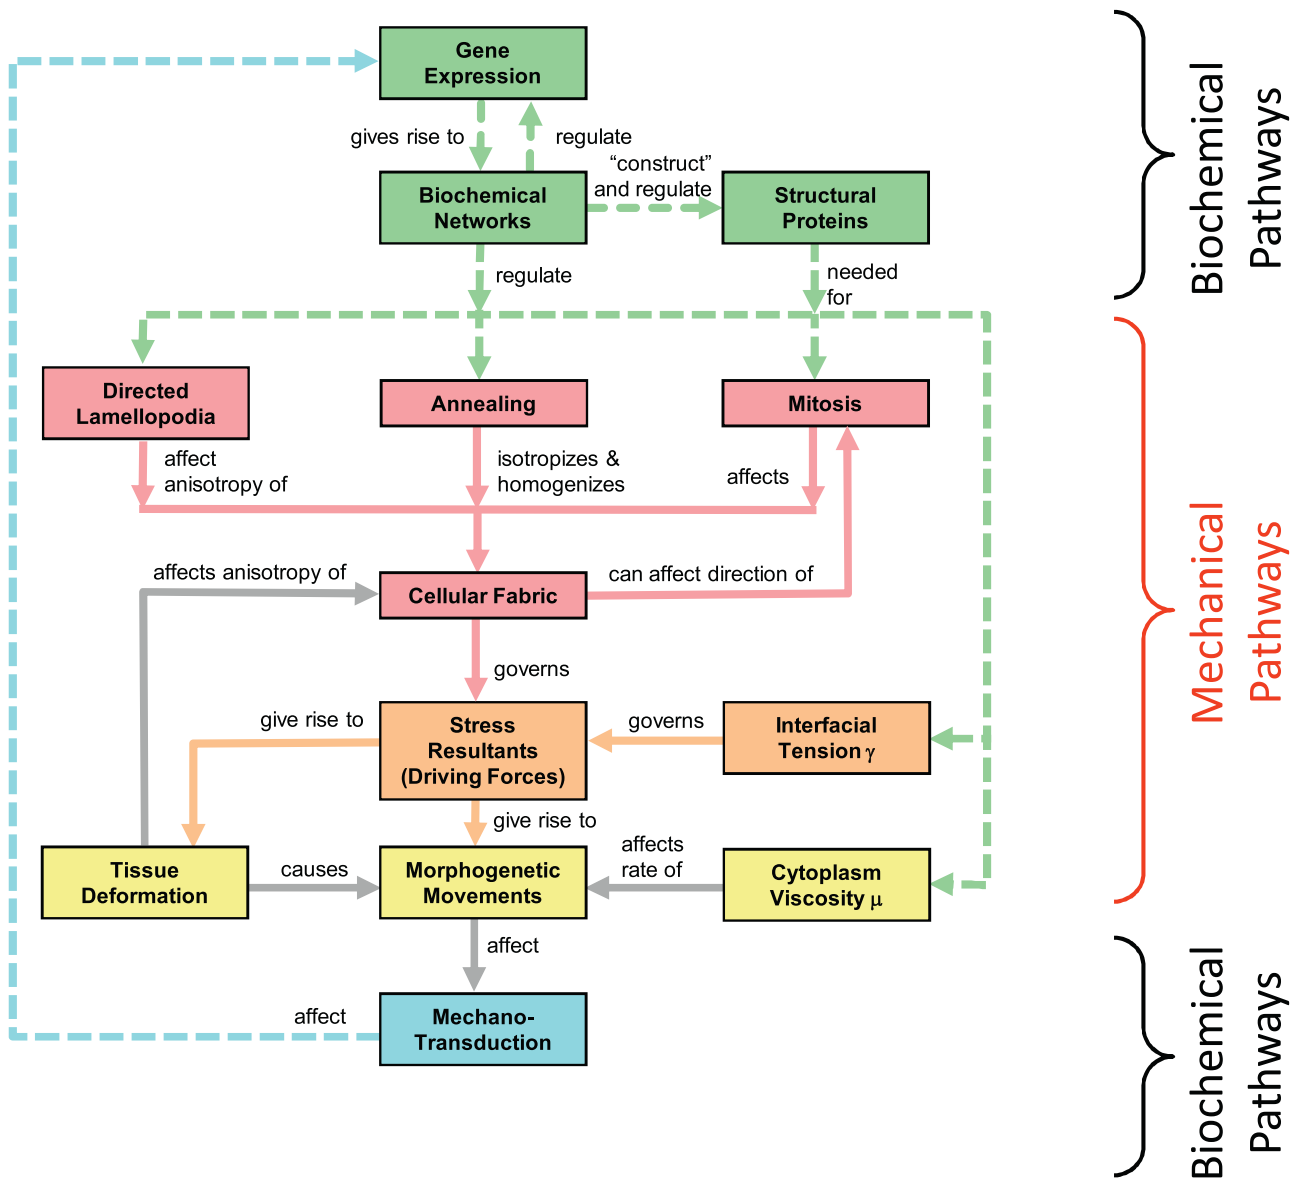 Gene
Expression
gives rise to
regulate
“construct”
and regulate
Biochemical
Networks
Structural
Proteins
regulate
needed
for
Directed
Lamellopodia
Annealing
Mitosis
affect
anisotropy of
isotropizes &
homogenizes
affects
affects anisotropy of
Cellular Fabric
can affect direction of
governs
give rise to
Stress
Resultants
(Driving Forces)
governs
Interfacial
Tension γ
give rise to
affects
rate of
Tissue
Deformation
causes
Morphogenetic
Movements
Cytoplasm
Viscosity μ
affect
affect
Mechano-
Transduction
Biochemical
Pathways
Mechanical
Pathways
Biochemical
Pathways